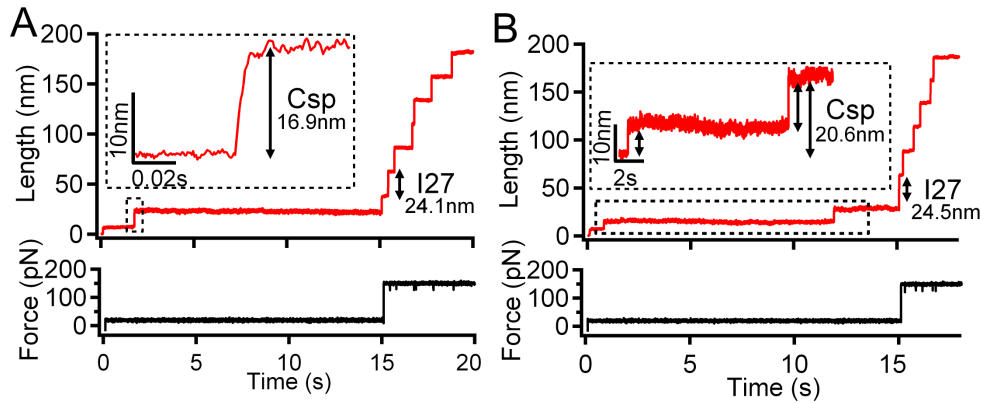 A
Length (nm)
200
150
100
50
0
10nm
0.02s
Csp
16.9nm
I27
24.1nm
Force (pN)
200
100
0
0
5
10
15
20
Time (s)
B
Length (nm)
200
150
100
50
0
10nm
2s
Csp
20.6nm
I27
24.5nm
Force (pN)
200
100
0
0
5
10
15
Time (s)